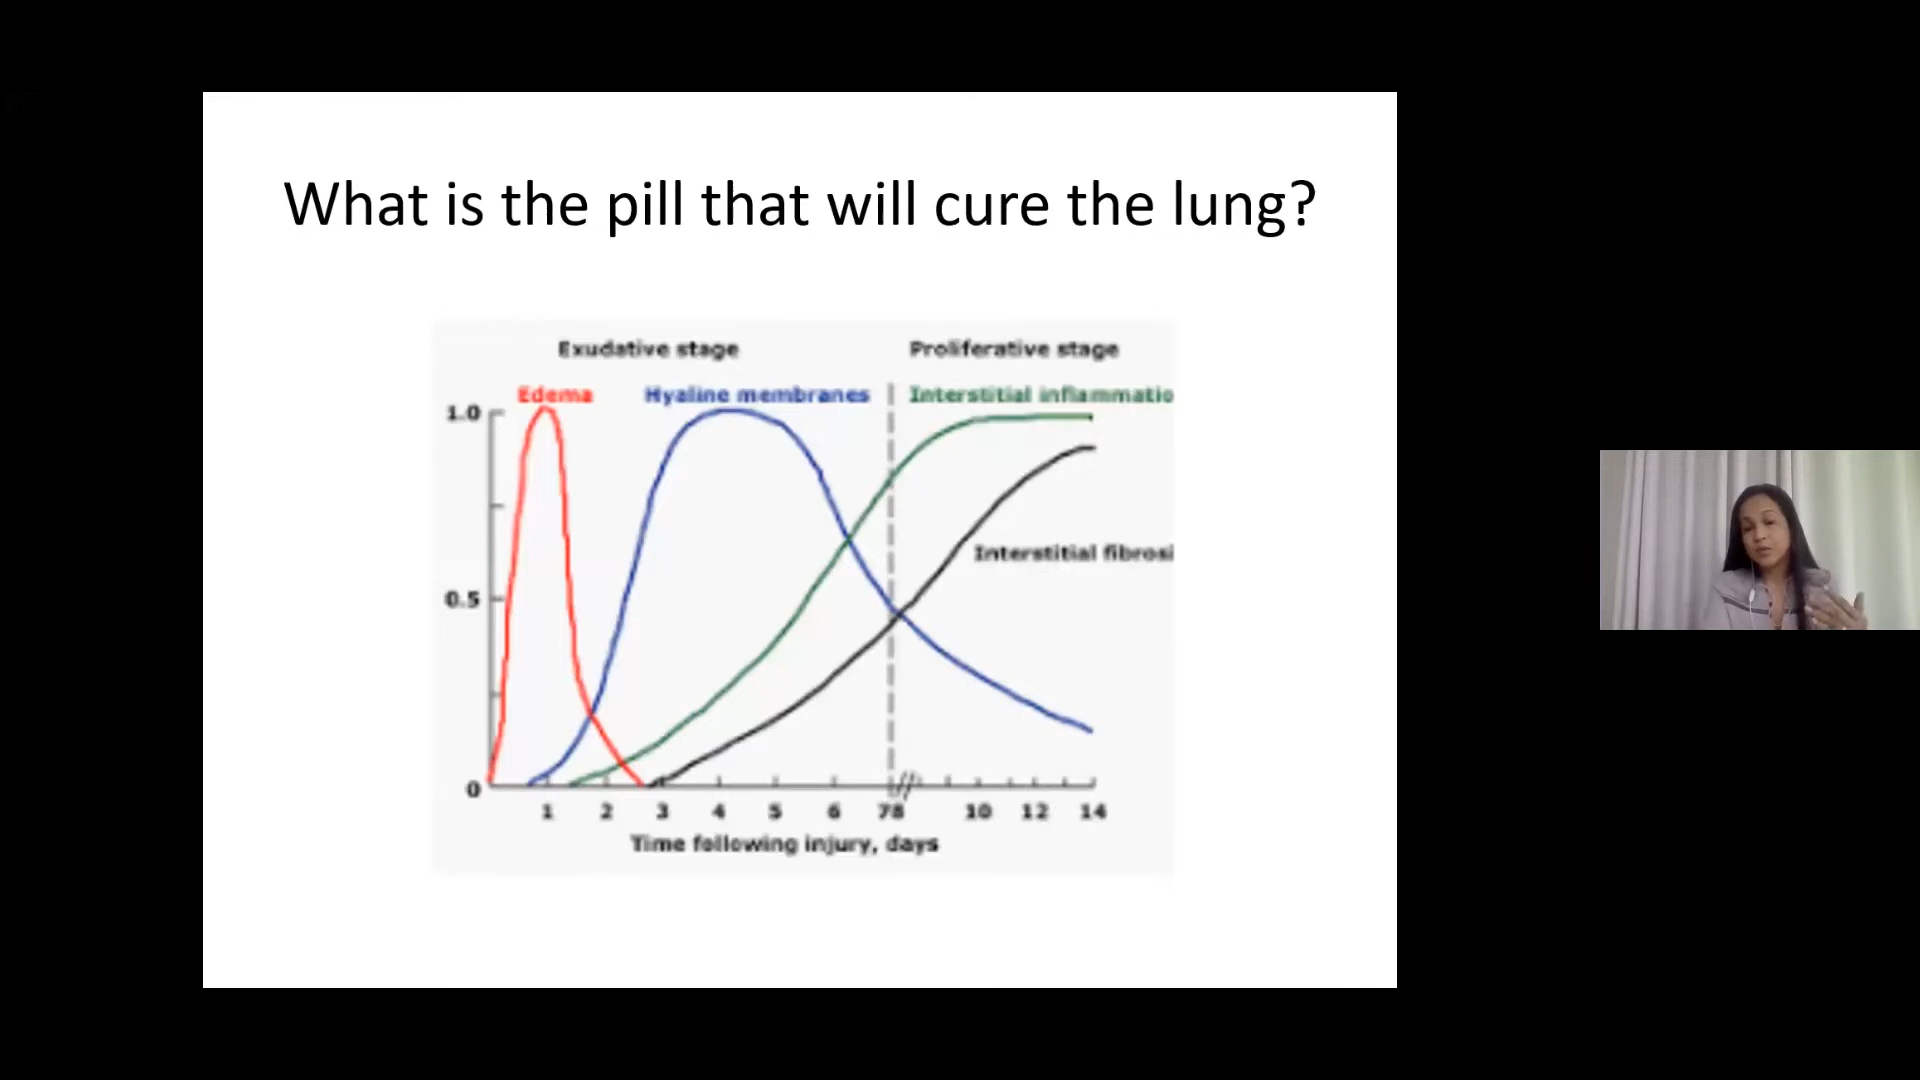 What is the pill that will cure the lung?
Exudative stage
Proliferative stage
Edema
Hyaline membranes
Interstitial inflammatio
1.0
Interstitial fibrosi
0.5
0
1 2 3 4 5 6 78 10 12 14
Time following injury, days